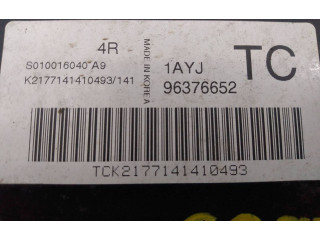 4R
S010016040 A9
K2177141410493/141
MADE IN KOREA
1AYJ
TC
96376652
TCK2177141410493